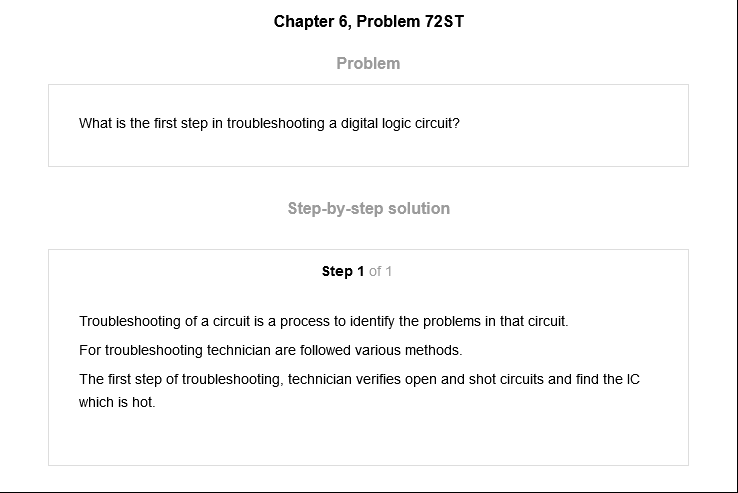 Chapter 6, Problem 72ST
Problem
What is the first step in troubleshooting a digital logic circuit?
Step-by-step solution
Step 1 of 1
Troubleshooting of a circuit is a process to identify the problems in that circuit.
For troubleshooting technician are followed various methods.
The first step of troubleshooting, technician verifies open and shot circuits and find the IC
which is hot.